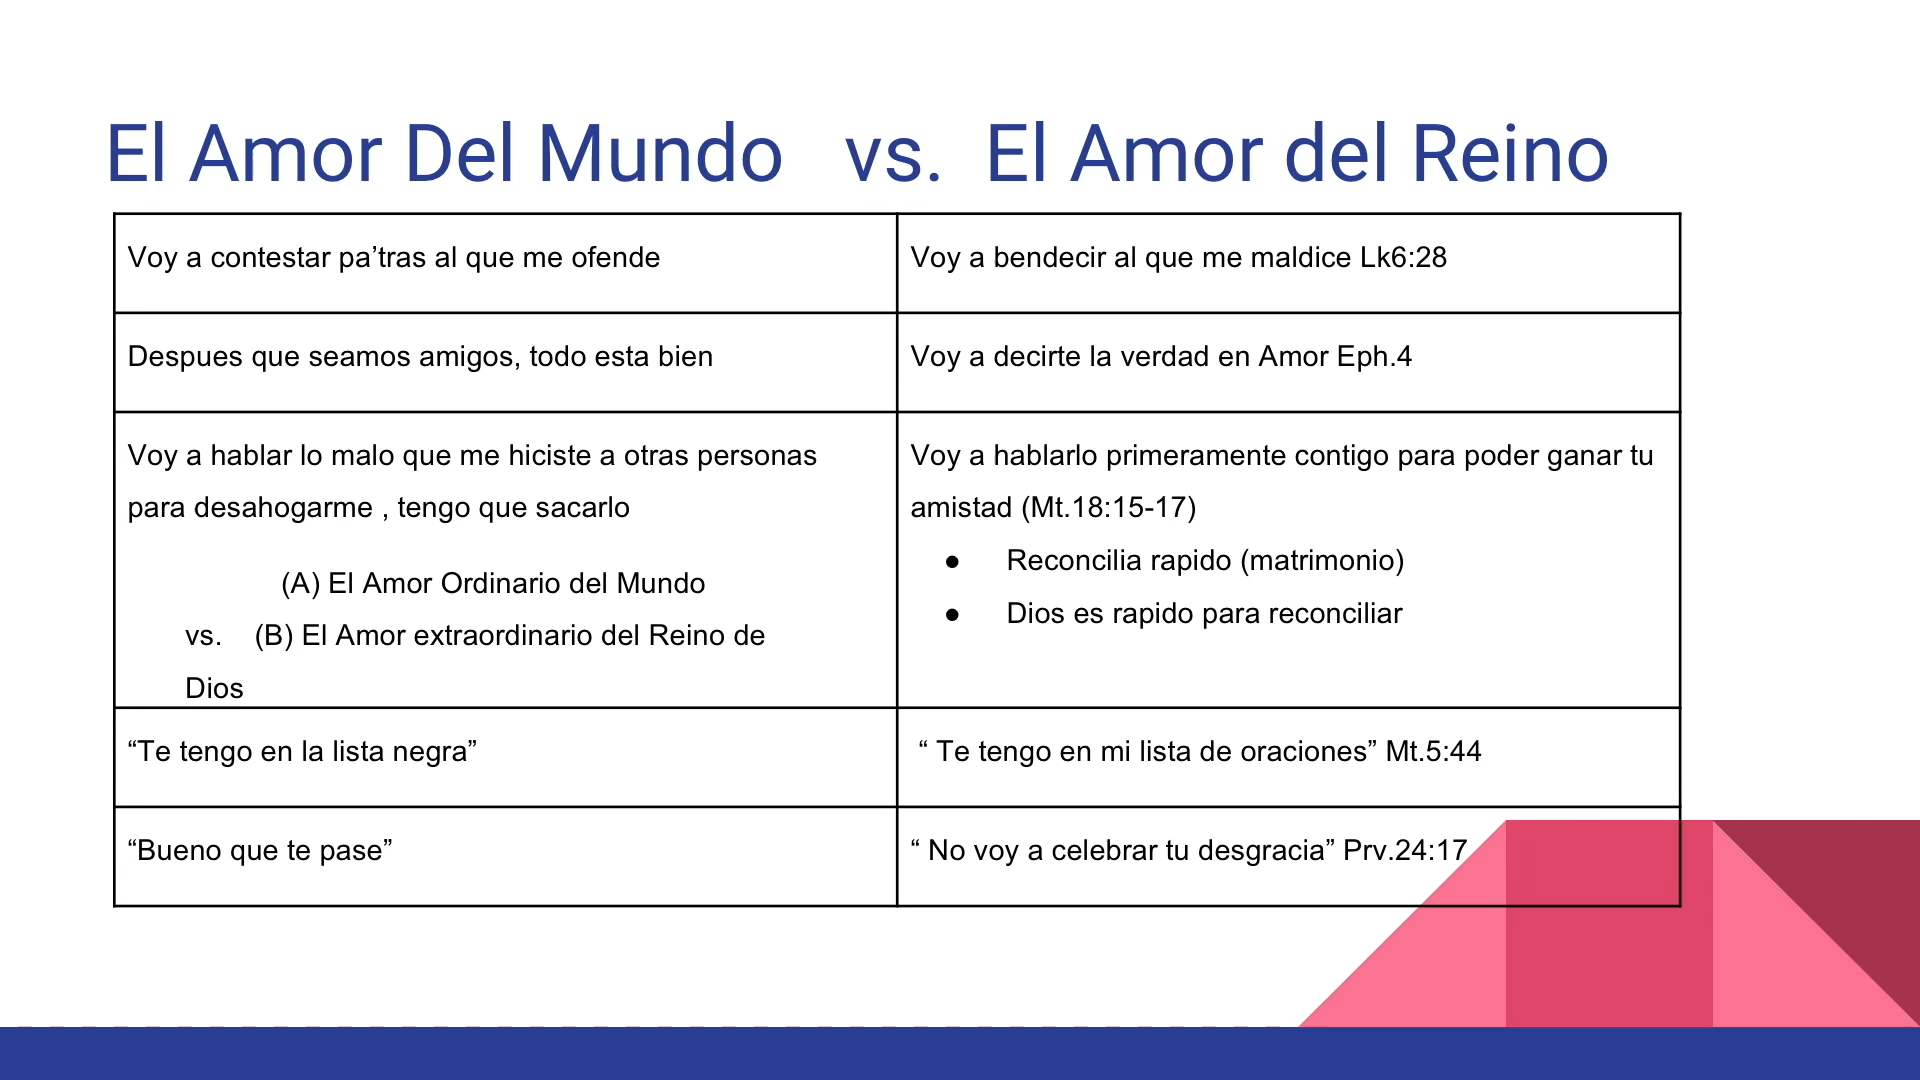 El Amor Del Mundo vs. El Amor del Reino
Voy a contestar pa’tras al que me ofende
Voy a bendecir al que me maldice Lk6:28
Despues que seamos amigos, todo esta bien
Voy a decirte la verdad en Amor Eph.4
Voy a hablar lo malo que me hiciste a otras personas
para desahogarme , tengo que sacarlo
(A) El Amor Ordinario del Mundo
vs. (B) El Amor extraordinario del Reino de
Dios
Voy a hablarlo primeramente contigo para poder ganar tu
amistad (Mt.18:15-17)
● Reconcilia rapido (matrimonio)
● Dios es rapido para reconciliar
“Te tengo en la lista negra”
“ Te tengo en mi lista de oraciones” Mt.5:44
“Bueno que te pase”
“ No voy a celebrar tu desgracia” Prv.24:17